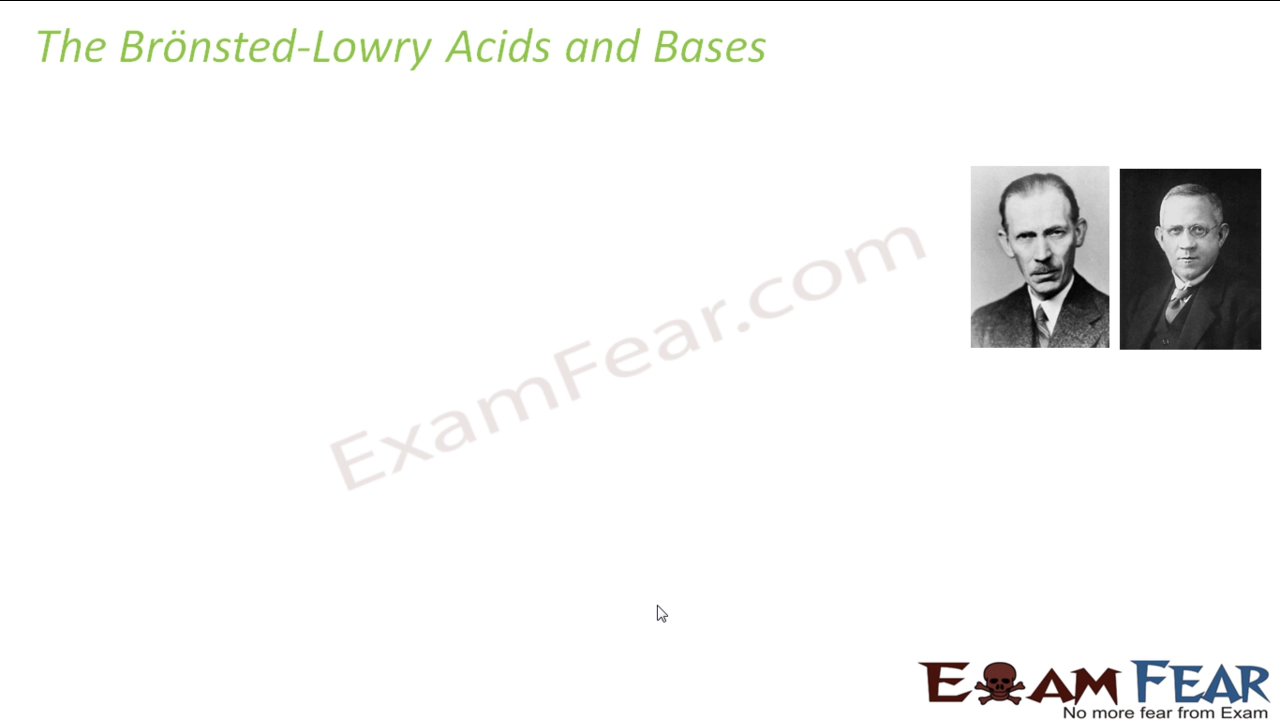 The Brönsted-Lowry Acids and Bases
ExamFear.com
EXAM FEAR
No more fear from Exam